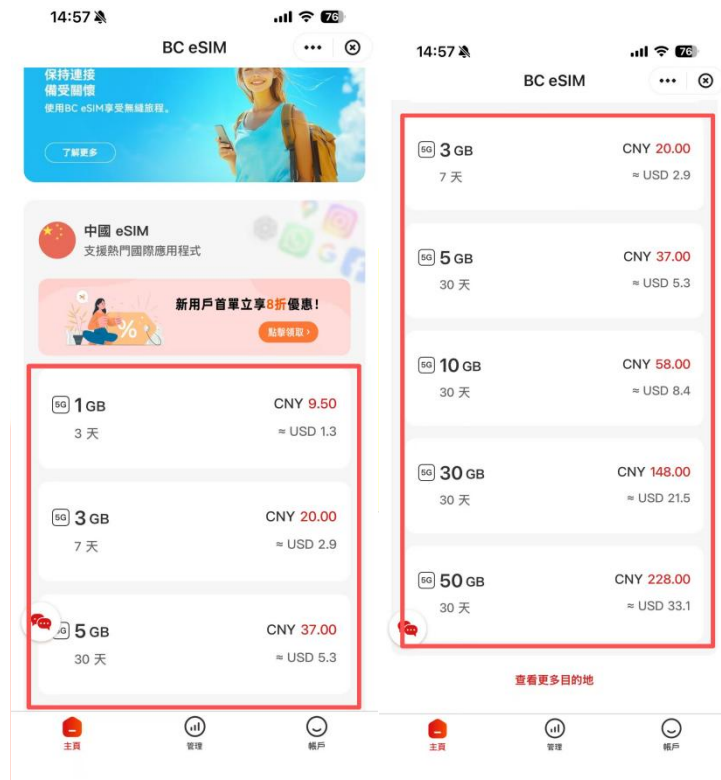 14:57
76
BC eSIM
保持連接
備受關懷
使用BC eSIM享受無縫旅程。
了解更多
中國 eSIM
支援熱門國際應用程式
%
新用戶首單立享8折優惠!
點擊領取>
5G 1 GB
CNY 9.50
3 天
≈ USD 1.3
5G 3 GB
CNY 20.00
7 天
≈ USD 2.9
5G 5 GB
CNY 37.00
30 天
≈ USD 5.3
主頁
管理
帳戶
14:57
76
BC eSIM
5G 3 GB
CNY 20.00
7 天
≈ USD 2.9
5G 5 GB
CNY 37.00
30 天
≈ USD 5.3
5G 10 GB
CNY 58.00
30 天
≈ USD 8.4
5G 30 GB
CNY 148.00
30 天
≈ USD 21.5
5G 50 GB
CNY 228.00
30 天
≈ USD 33.1
查看更多目的地
主頁
管理
帳戶